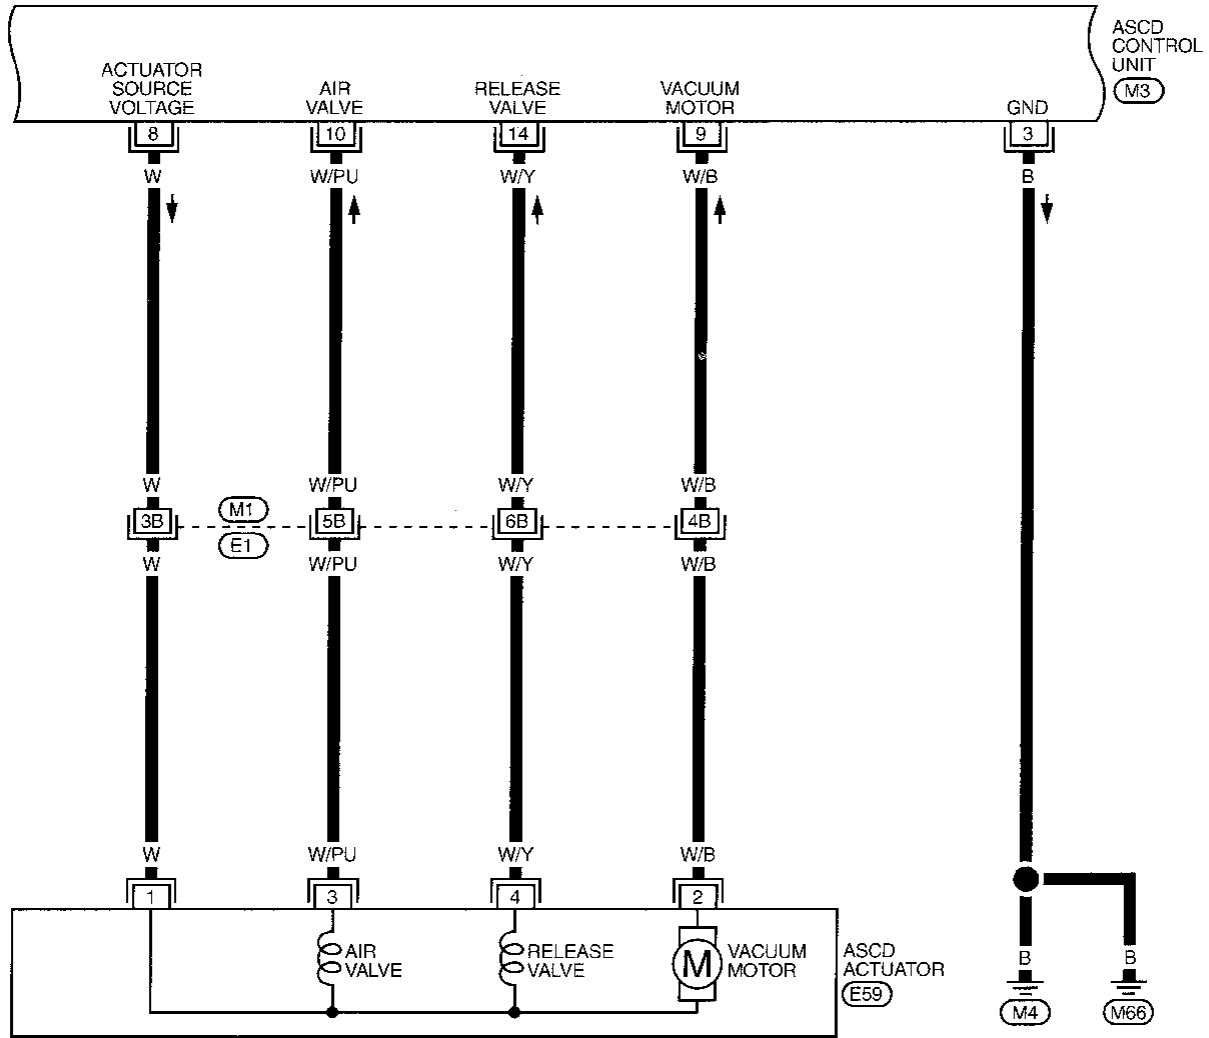 ASCD
CONTROL
UNIT
M3
ACTUATOR
SOURCE
VOLTAGE
AIR
VALVE
RELEASE
VALVE
VACUUM
MOTOR
GND
8
10
14
9
3
W
W/PU
W/Y
W/B
B
W
W/PU
W/Y
W/B
3B
M1
E1
5B
6B
4B
W
W/PU
W/Y
W/B
W
W/PU
W/Y
W/B
1
3
4
2
AIR
VALVE
RELEASE
VALVE
M
VACUUM
MOTOR
ASCD
ACTUATOR
E59
B
B
M4
M66